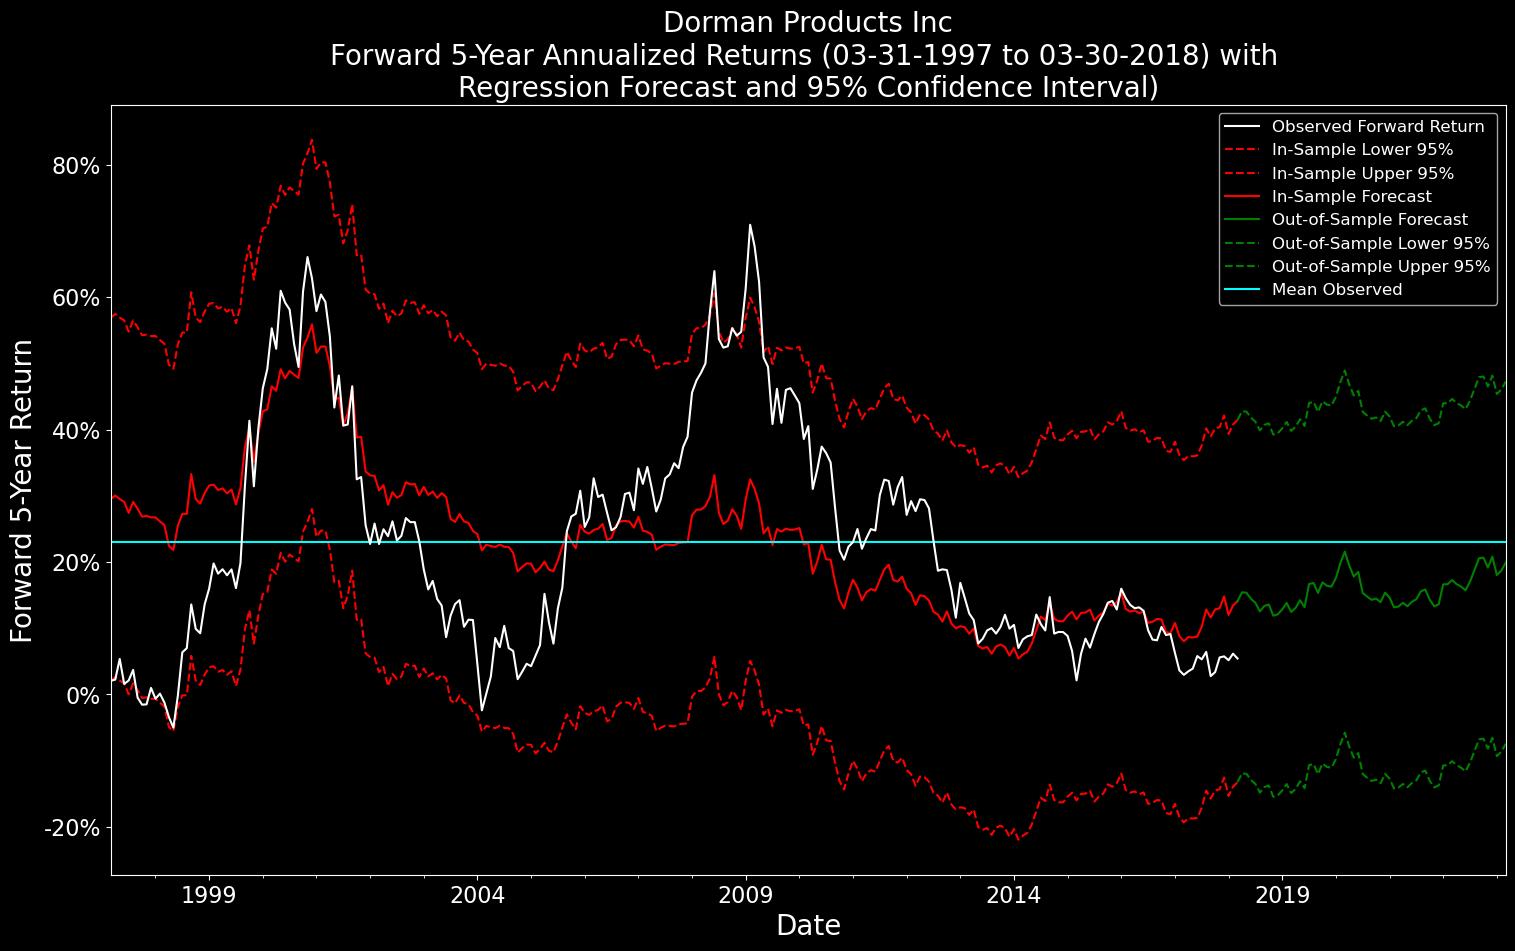 Dorman Products Inc
Forward 5-Year Annualized Returns (03-31-1997 to 03-30-2018) with
Regression Forecast and 95% Confidence Interval)
Observed Forward Return
In-Sample Lower 95%
In-Sample Upper 95%
In-Sample Forecast
Out-of-Sample Forecast
Out-of-Sample Lower 95%
Out-of-Sample Upper 95%
Mean Observed
Forward 5-Year Return
80%
60%
40%
20%
0%
-20%
1999 2004 2009 2014 2019
Date